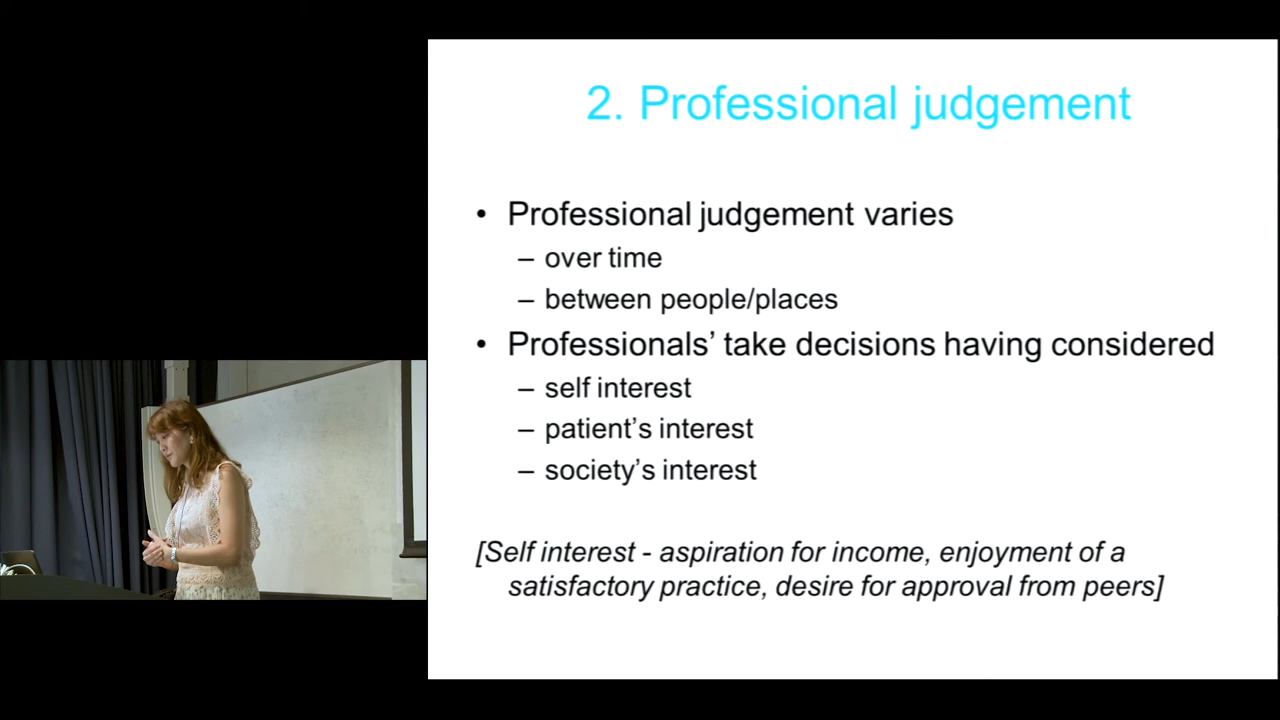 2. Professional judgement
• Professional judgement varies
– over time
– between people/places
• Professionals’ take decisions having considered
– self interest
– patient’s interest
– society’s interest
[Self interest - aspiration for income, enjoyment of a
satisfactory practice, desire for approval from peers]